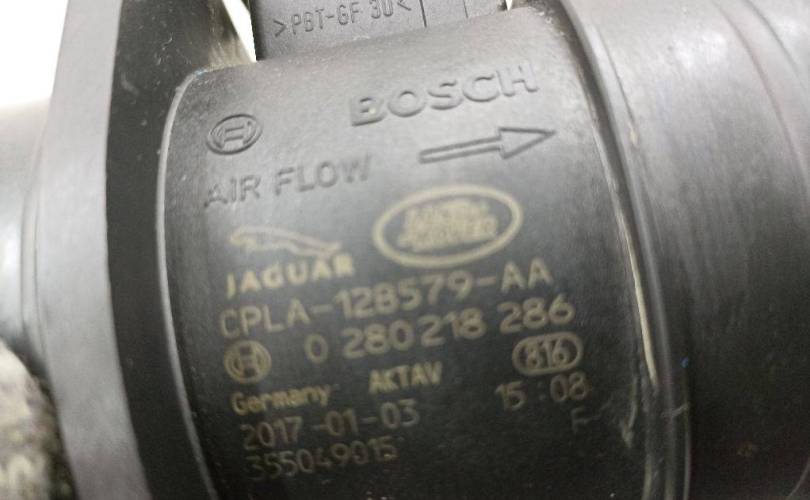 >PBT-GF 30<
BOSCH
AIR FLOW
LAND-
ROVER
JAGUAR
CPLA-12B579-AA
0 280 218 286
816
Germany AKTAV
15:08
2017-01-03
F
355049015